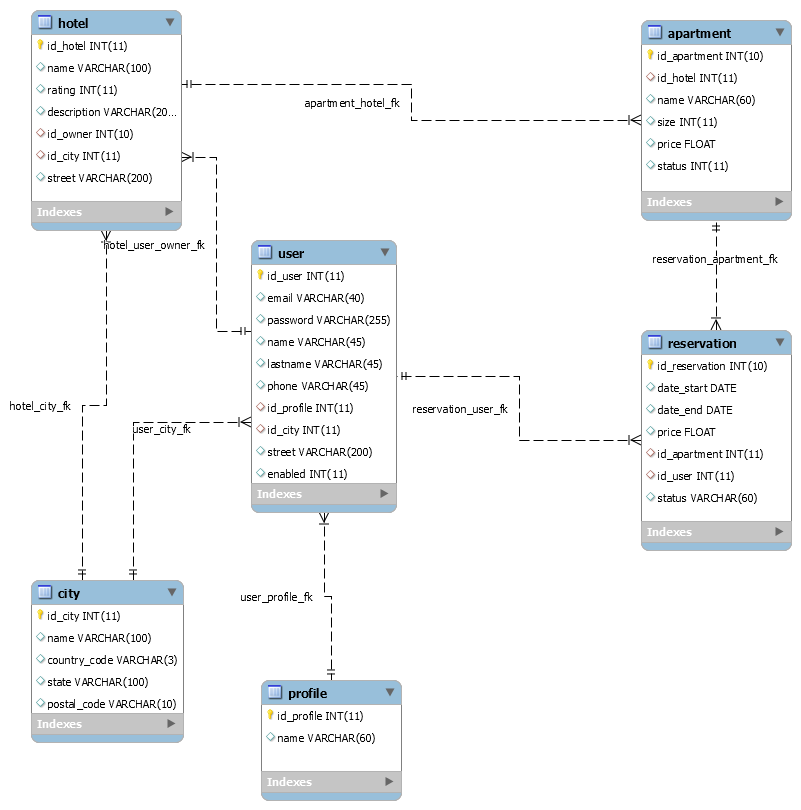 hotel
id_hotel INT(11)
name VARCHAR(100)
rating INT(11)
description VARCHAR(20...
id_owner INT(10)
id_city INT(11)
street VARCHAR(200)
Indexes
apartment_hotel_fk
apartment
id_apartment INT(10)
id_hotel INT(11)
name VARCHAR(60)
size INT(11)
price FLOAT
status INT(11)
Indexes
hotel_user_owner_fk
reservation_apartment_fk
user
id_user INT(11)
email VARCHAR(40)
password VARCHAR(255)
name VARCHAR(45)
lastname VARCHAR(45)
phone VARCHAR(45)
id_profile INT(11)
id_city INT(11)
street VARCHAR(200)
enabled INT(11)
Indexes
reservation
id_reservation INT(10)
date_start DATE
date_end DATE
price FLOAT
id_apartment INT(11)
id_user INT(11)
status VARCHAR(60)
Indexes
hotel_city_fk
user_city_fk
reservation_user_fk
city
id_city INT(11)
name VARCHAR(100)
country_code VARCHAR(3)
state VARCHAR(100)
postal_code VARCHAR(10)
Indexes
user_profile_fk
profile
id_profile INT(11)
name VARCHAR(60)
Indexes